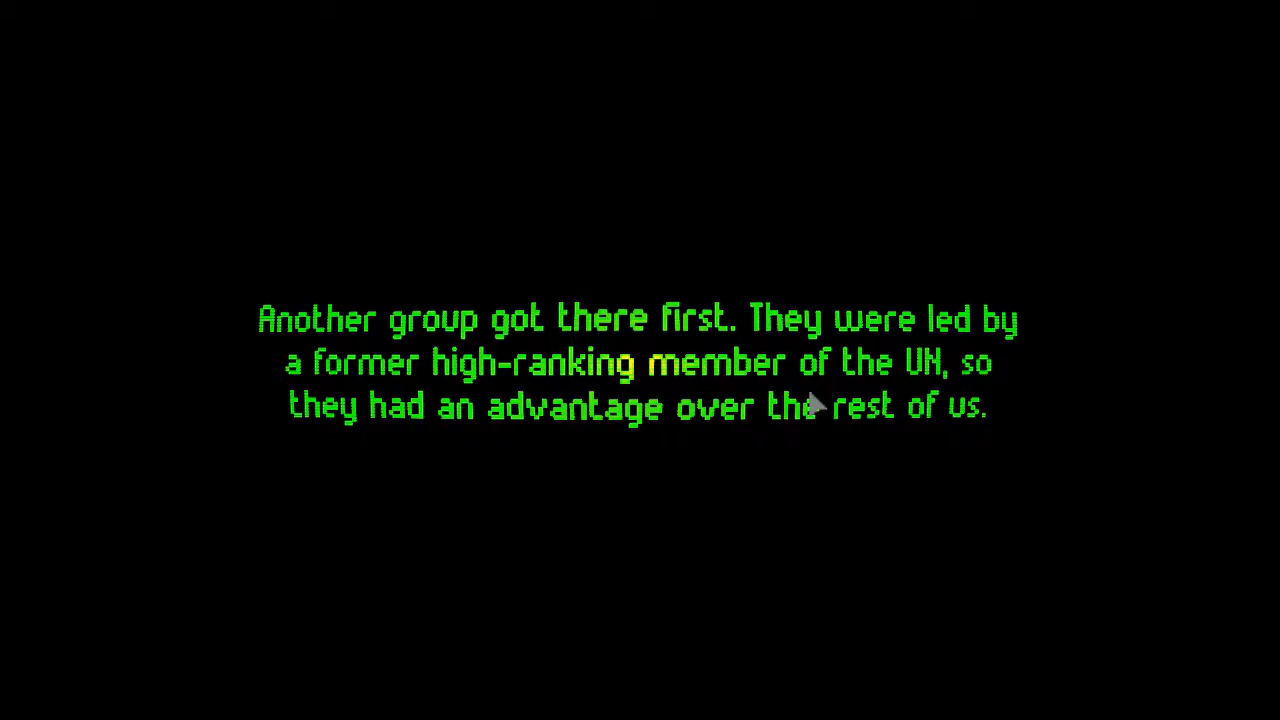 Another group got there first. They were led by
a former high-ranking member of the UN, so
they had an advantage over the rest of us.